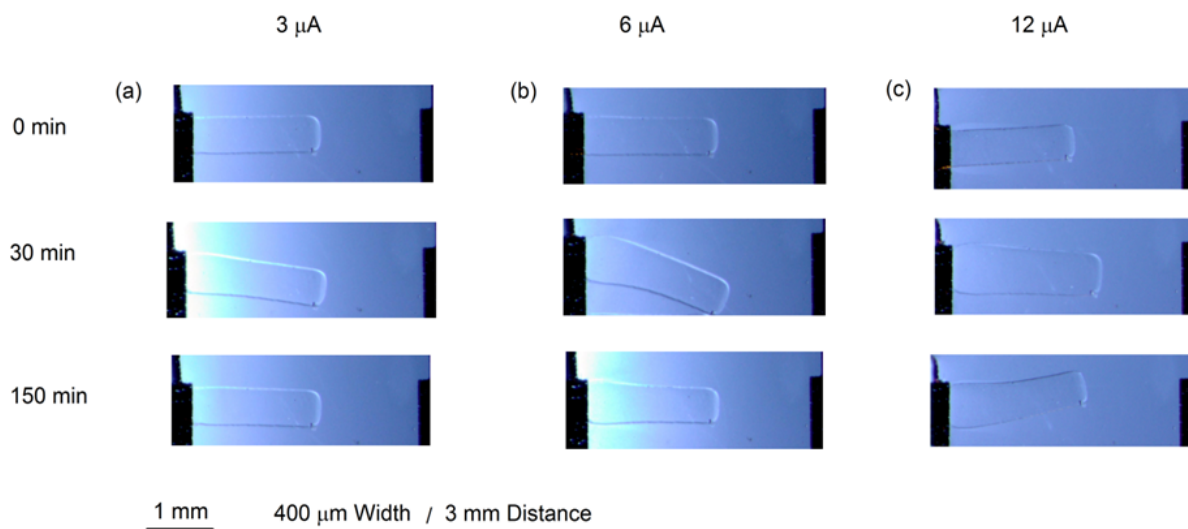 3 μA 6 μA 12 μA
(a) (b) (c)
0 min
30 min
150 min
1 mm 400 μm Width / 3 mm Distance